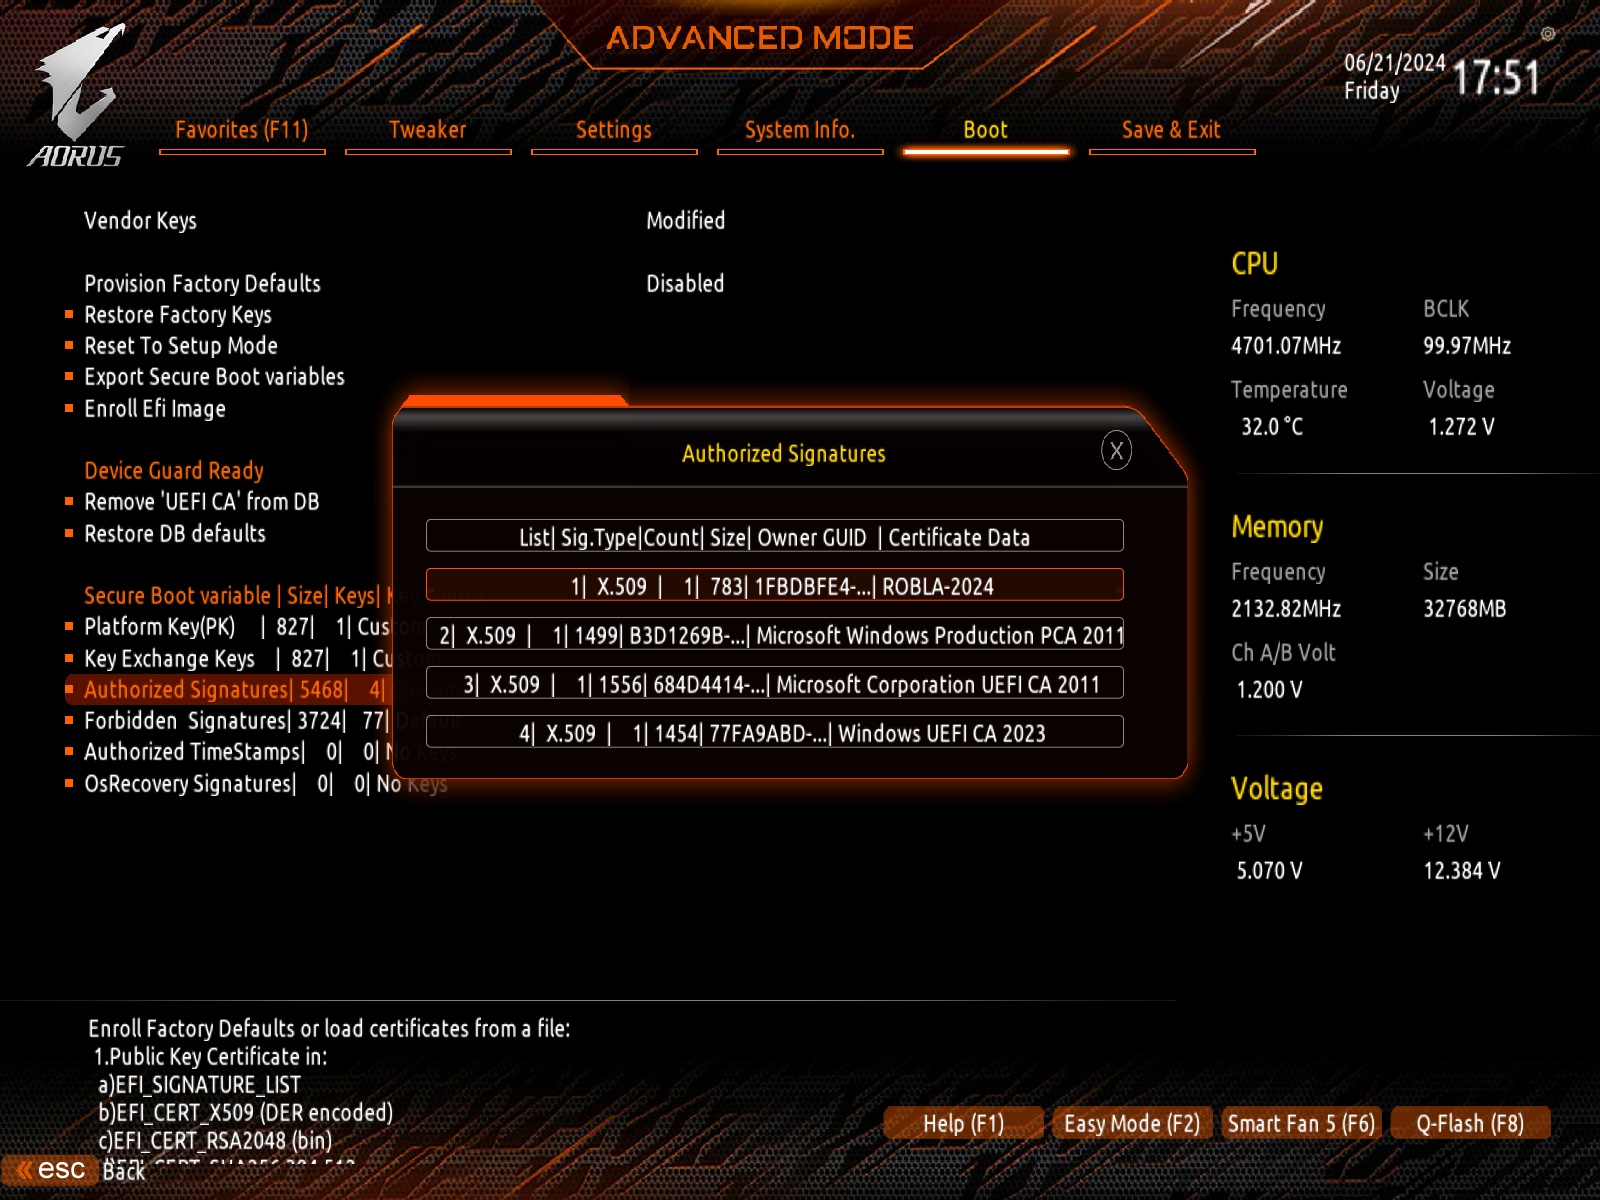 ADVANCED MODE
AORUS
06/21/2024
Friday
17:51
Favorites (F11)
Tweaker
Settings
System Info.
Boot
Save & Exit
Vendor Keys Modified
Provision Factory Defaults Disabled
Restore Factory Keys
Reset To Setup Mode
Export Secure Boot variables
Enroll Efi Image
Device Guard Ready
Remove 'UEFI CA' from DB
Restore DB defaults
Secure Boot variable | Size| Keys| Key
Platform Key(PK) | 827| 1| Custom
Key Exchange Keys | 827| 1| Custom
Authorized Signatures| 5468| 4|
Forbidden Signatures| 3724| 77| Default
Authorized TimeStamps| 0| 0| No Keys
OsRecovery Signatures| 0| 0| No Keys
Authorized Signatures
X
List| Sig.Type|Count| Size| Owner GUID | Certificate Data
1| X.509 | 1| 783| 1FBDBFE4-...| ROBLA-2024
2| X.509 | 1| 1499| B3D1269B-...| Microsoft Windows Production PCA 2011
3| X.509 | 1| 1556| 684D4414-...| Microsoft Corporation UEFI CA 2011
4| X.509 | 1| 1454| 77FA9ABD-...| Windows UEFI CA 2023
CPU
Frequency BCLK
4701.07MHz 99.97MHz
Temperature Voltage
32.0 °C 1.272 V
Memory
Frequency Size
2132.82MHz 32768MB
Ch A/B Volt
1.200 V
Voltage
+5V +12V
5.070 V 12.384 V
Enroll Factory Defaults or load certificates from a file:
1.Public Key Certificate in:
a)EFI_SIGNATURE_LIST
b)EFI_CERT_X509 (DER encoded)
c)EFI_CERT_RSA2048 (bin)
esc Back
Help (F1)
Easy Mode (F2)
Smart Fan 5 (F6)
Q-Flash (F8)